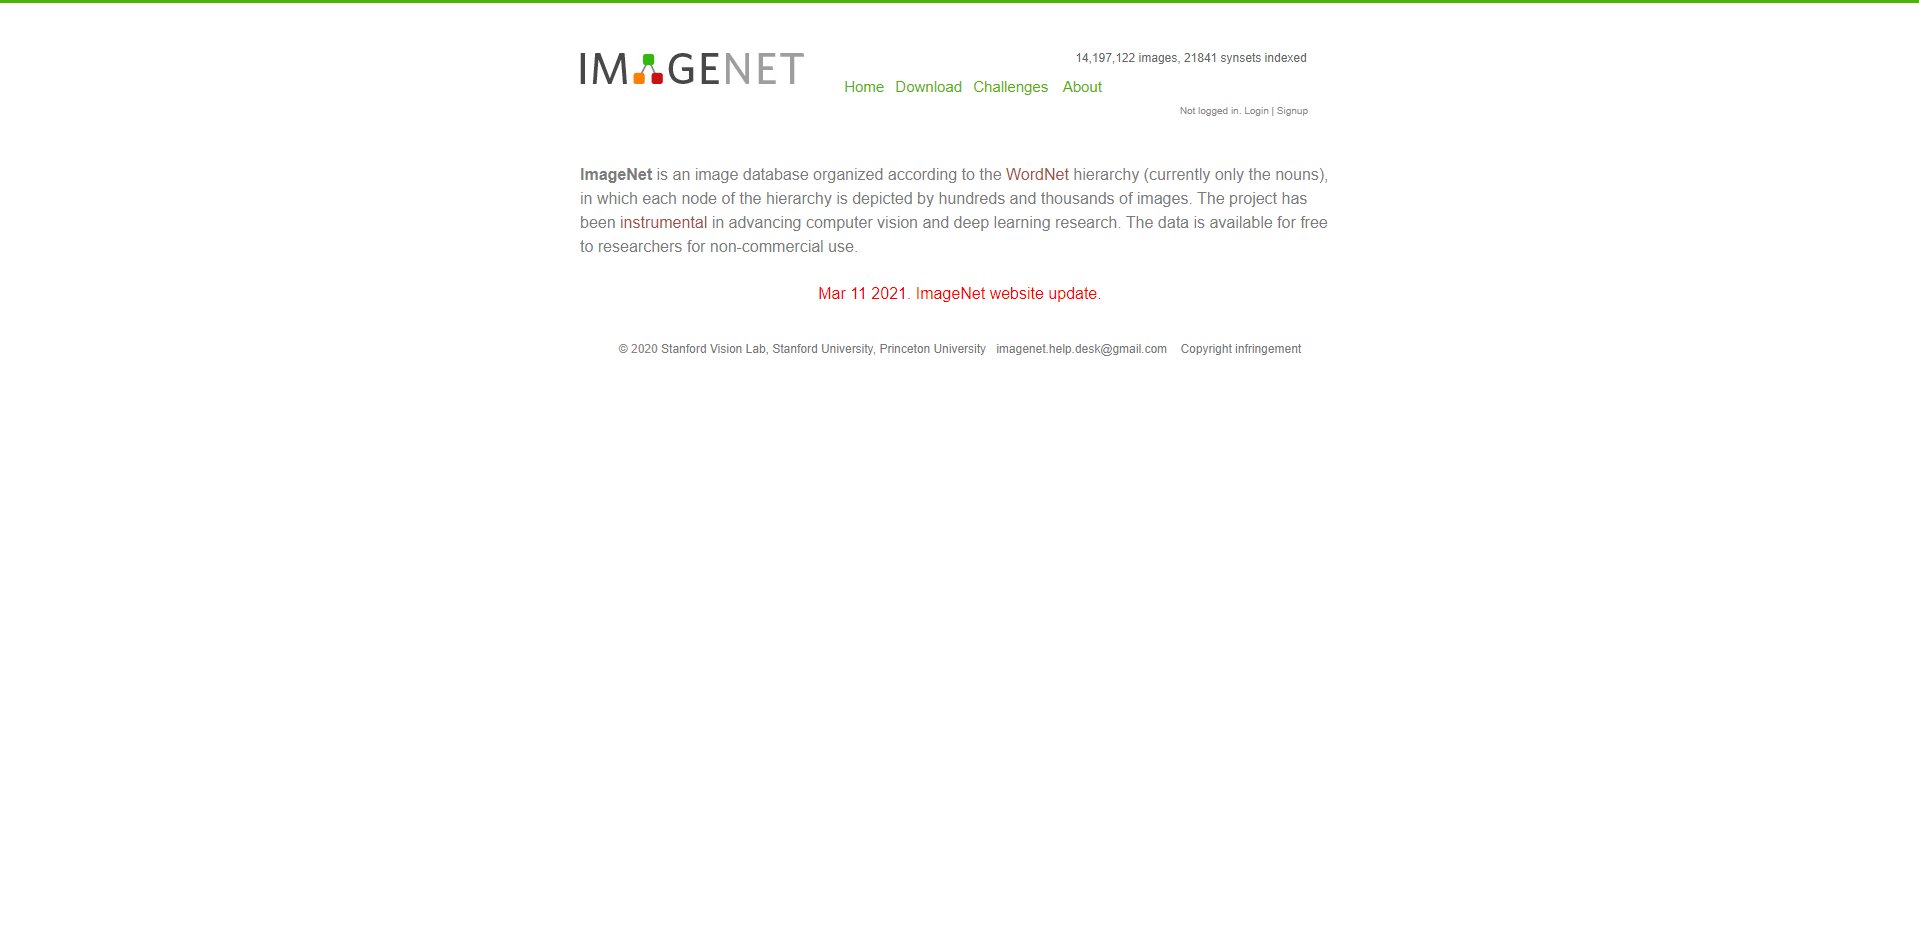 IMAGENET
14,197,122 images, 21841 synsets indexed
Home Download Challenges About
Not logged in. Login | Signup
ImageNet is an image database organized according to the WordNet hierarchy (currently only the nouns),
in which each node of the hierarchy is depicted by hundreds and thousands of images. The project has
been instrumental in advancing computer vision and deep learning research. The data is available for free
to researchers for non-commercial use.
Mar 11 2021. ImageNet website update.
© 2020 Stanford Vision Lab, Stanford University, Princeton University imagenet.help.desk@gmail.com Copyright infringement